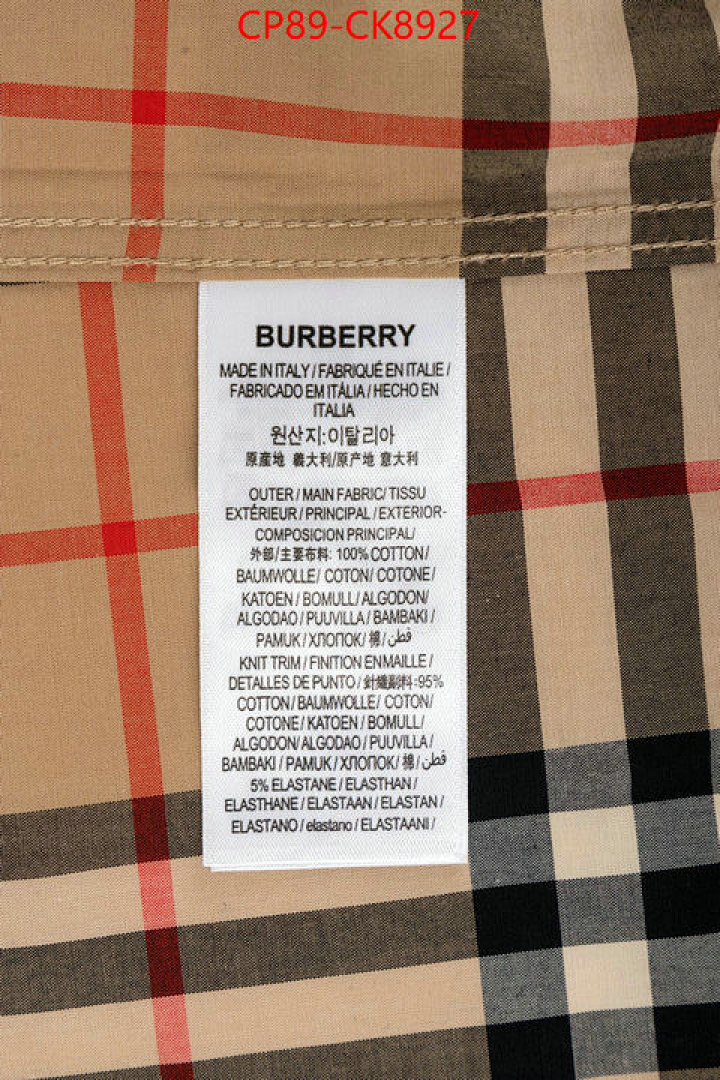 CP89-CK8927
BURBERRY
MADE IN ITALY / FABRIQUÉ EN ITALIE /
FABRICADO EM ITÁLIA / HECHO EN
ITALIA
원산지:이탈리아
原産地 義大利/原产地 意大利
OUTER / MAIN FABRIC/ TISSU
EXTÉRIEUR / PRINCIPAL / EXTERIOR-
COMPOSICION PRINCIPAL/
外部/主要布料: 100% COTTON /
BAUMWOLLE/ COTON/ COTONE /
KATOEN / BOMULL/ ALGODON/
ALGODAO / PUUVILLA / BAMBAKI /
PAMUK / ХЛОПОК/ 棉/ قطن/
KNIT TRIM / FINITION EN MAILLE /
DETALLES DE PUNTO / 針織副料:95%
COTTON / BAUMWOLLE/ COTON/
COTONE / KATOEN / BOMULL/
ALGODON/ ALGODAO / PUUVILLA /
BAMBAKI / PAMUK / ХЛОПОК/ 棉/ قطن/
5% ELASTANE / ELASTHAN /
ELASTHANE / ELASTAAN / ELASTAN /
ELASTANO / elastano / ELASTAANI /